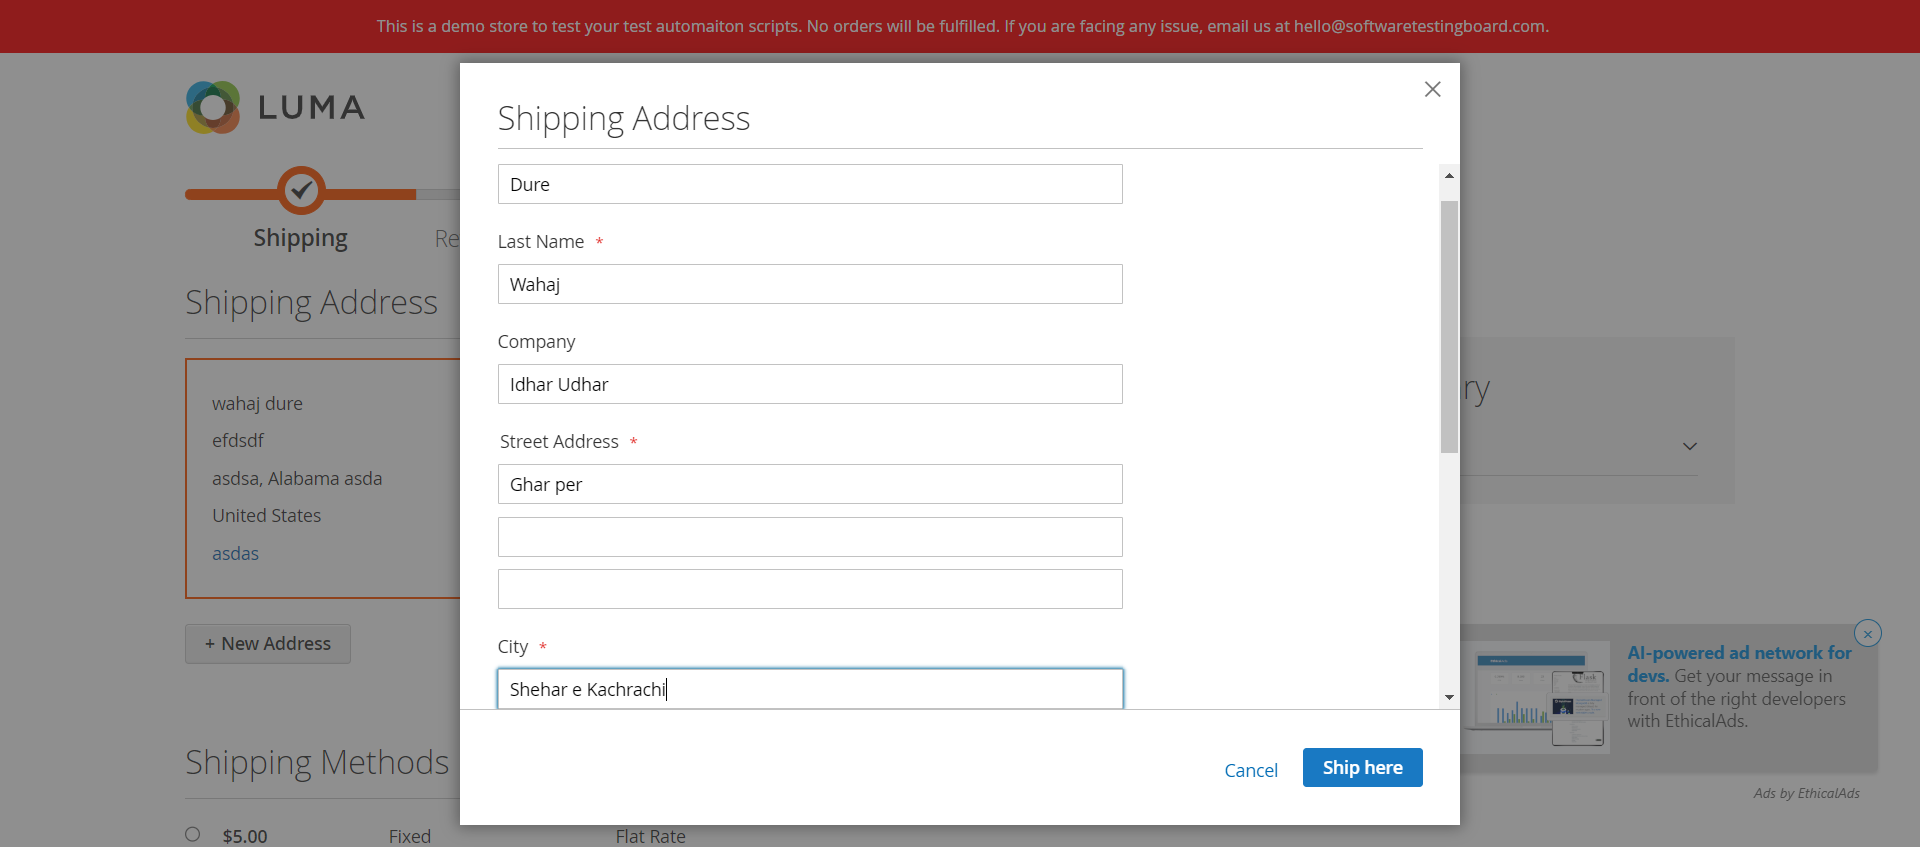 This is a demo store to test your test automaiton scripts. No orders will be fulfilled. If you are facing any issue, email us at hello@softwaretestingboard.com.
LUMA
Shipping
Re
Shipping Address
wahaj dure
efdsdf
asdsa, Alabama asda
United States
asdas
+ New Address
Shipping Methods
$5.00 Fixed Flat Rate
Shipping Address
Dure
Last Name *
Wahaj
Company
Idhar Udhar
Street Address *
Ghar per
City *
Shehar e Kachrachi
Cancel
Ship here
ry
AI-powered ad network for
devs. Get your message in
front of the right developers
with EthicalAds.
Ads by EthicalAds